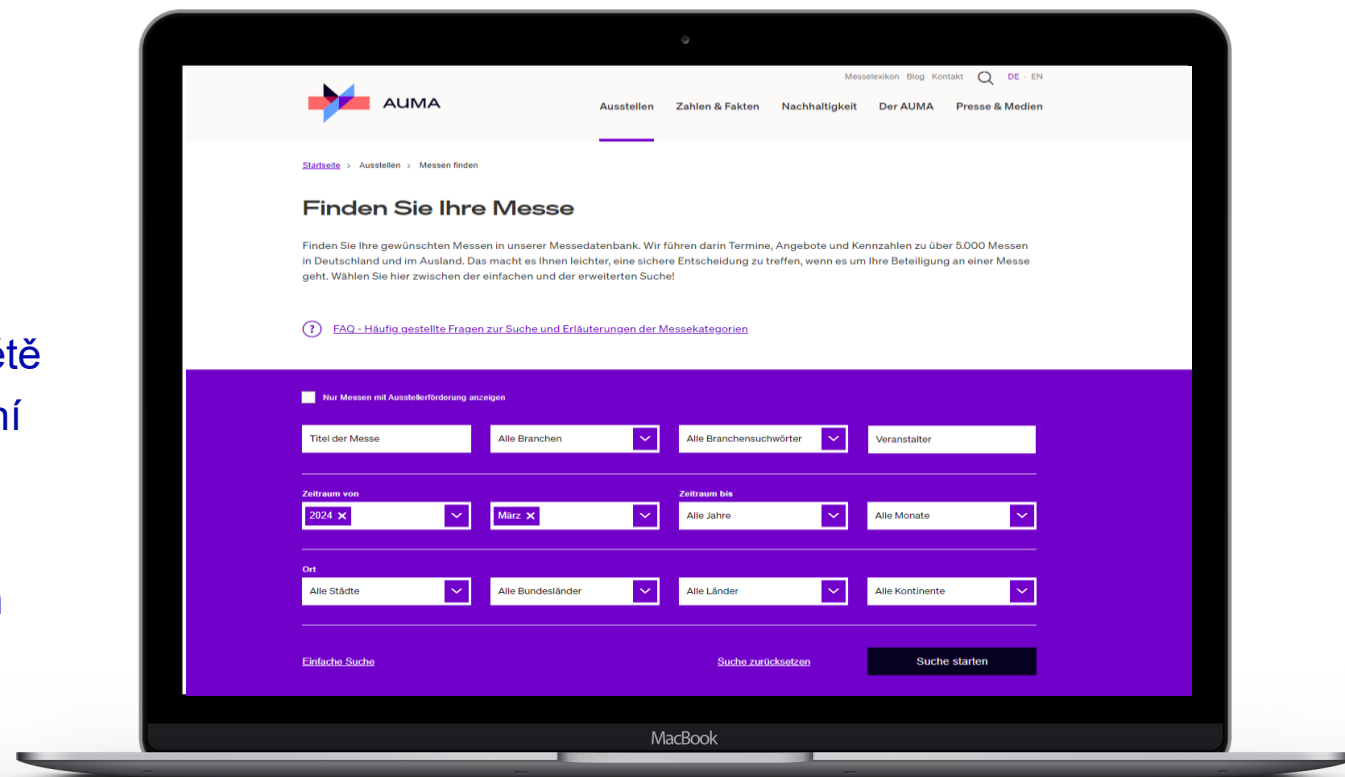 ětě
ní
Messelexikon Blog Kontakt DE - EN
AUMA
Ausstellen Zahlen & Fakten Nachhaltigkeit Der AUMA Presse & Medien
Startseite > Ausstellen > Messen finden
Finden Sie Ihre Messe
Finden Sie Ihre gewünschten Messen in unserer Messedatenbank. Wir führen darin Termine, Angebote und Kennzahlen zu über 5.000 Messen
in Deutschland und im Ausland. Das macht es Ihnen leichter, eine sichere Entscheidung zu treffen, wenn es um Ihre Beteiligung an einer Messe
geht. Wählen Sie hier zwischen der einfachen und der erweiterten Suche!
? FAQ - Häufig gestellte Fragen zur Suche und Erläuterungen der Messekategorien
Nur Messen mit Ausstellerförderung anzeigen
Titel der Messe Alle Branchen Alle Branchensuchwörter Veranstalter
Zeitraum von Zeitraum bis
2024 × März × Alle Jahre Alle Monate
Ort
Alle Städte Alle Bundesländer Alle Länder Alle Kontinente
Einfache Suche Suche zurücksetzen Suche starten
MacBook